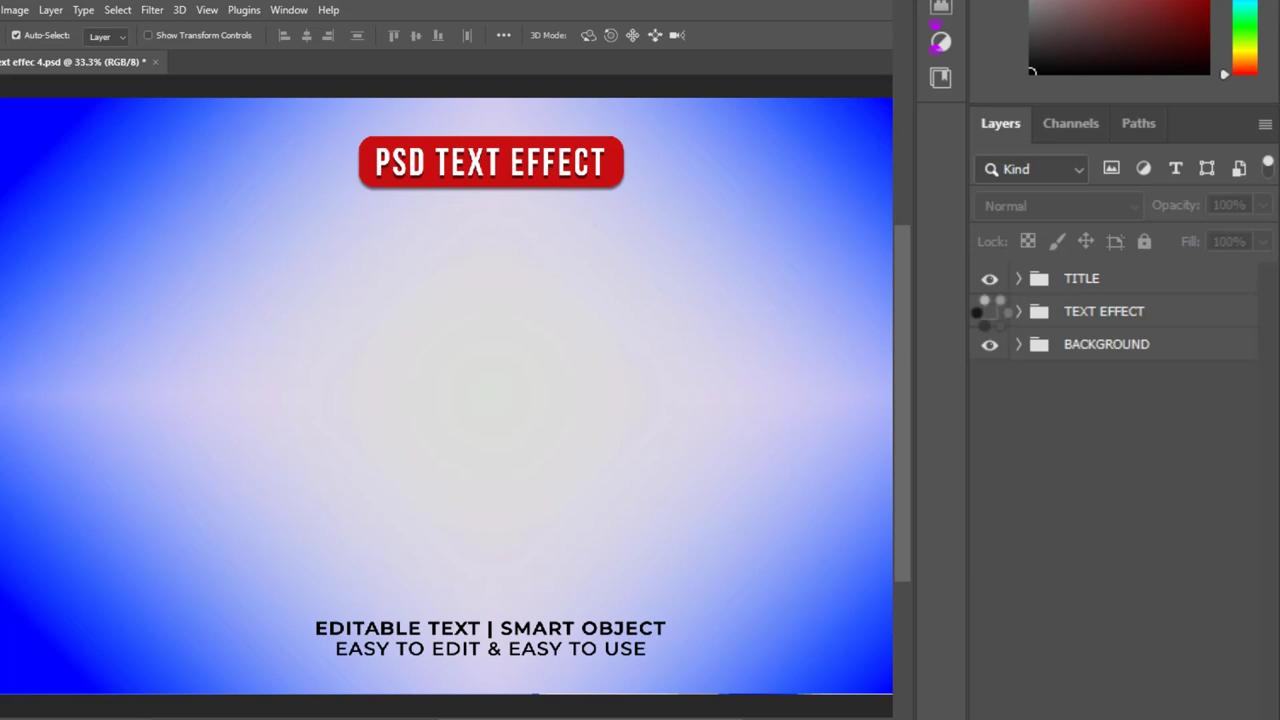 Image Layer Type Select Filter 3D View Plugins Window Help
Auto-Select: Layer Show Transform Controls 3D Mode:
ext effec 4.psd @ 33.3% (RGB/8) *
PSD TEXT EFFECT
EDITABLE TEXT | SMART OBJECT
EASY TO EDIT & EASY TO USE
Layers Channels Paths
Kind
Normal Opacity: 100%
Lock: Fill: 100%
TITLE
TEXT EFFECT
BACKGROUND